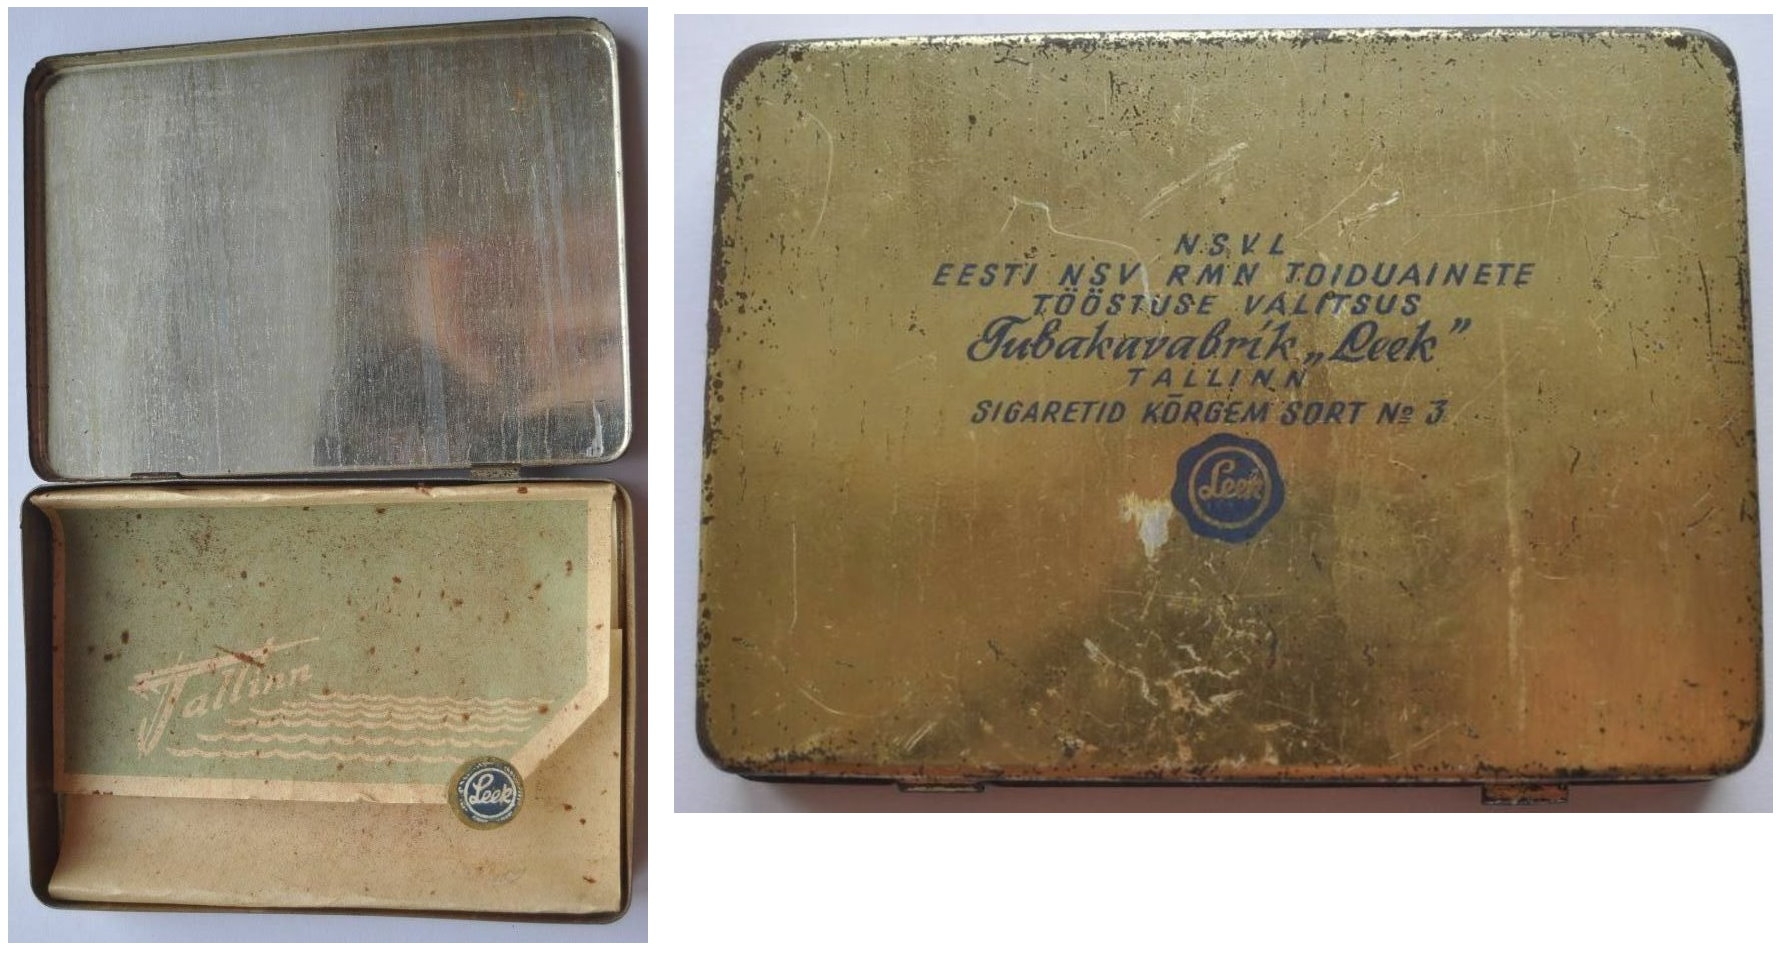 Tallinn
Leek
N.S.V.L
EESTI NSV RMN TOIDUAINETE
TÖÖSTUSE VALITSUS
Tubakavabrik „Leek”
TALLINN
SIGARETID KÕRGEM SORT № 3
Leek